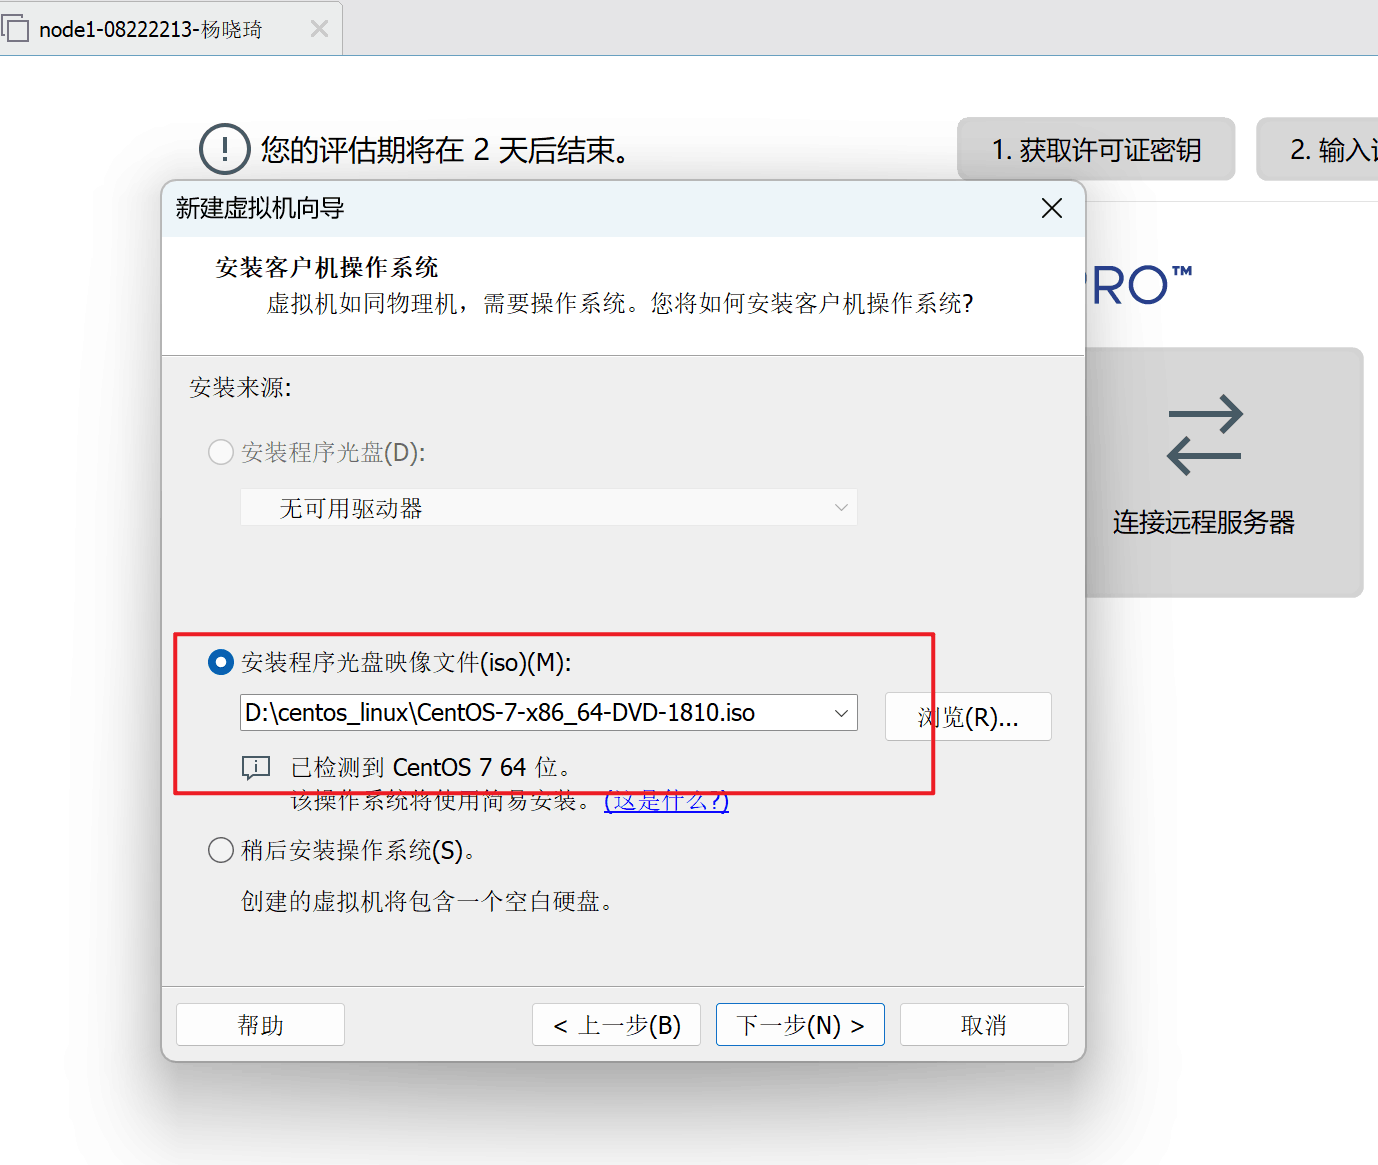 node1-08222213-杨晓琦
您的评估期将在 2 天后结束。
1. 获取许可证密钥
2. 输入
新建虚拟机向导
安装客户机操作系统
虚拟机如同物理机，需要操作系统。您将如何安装客户机操作系统?
RO™
安装来源:
安装程序光盘(D):
无可用驱动器
连接远程服务器
安装程序光盘映像文件(iso)(M):
D:\centos_linux\CentOS-7-x86_64-DVD-1810.iso
浏览(R)...
已检测到 CentOS 7 64 位。
该操作系统将使用简易安装。(这是什么?)
稍后安装操作系统(S)。
创建的虚拟机将包含一个空白硬盘。
帮助
< 上一步(B)
下一步(N) >
取消